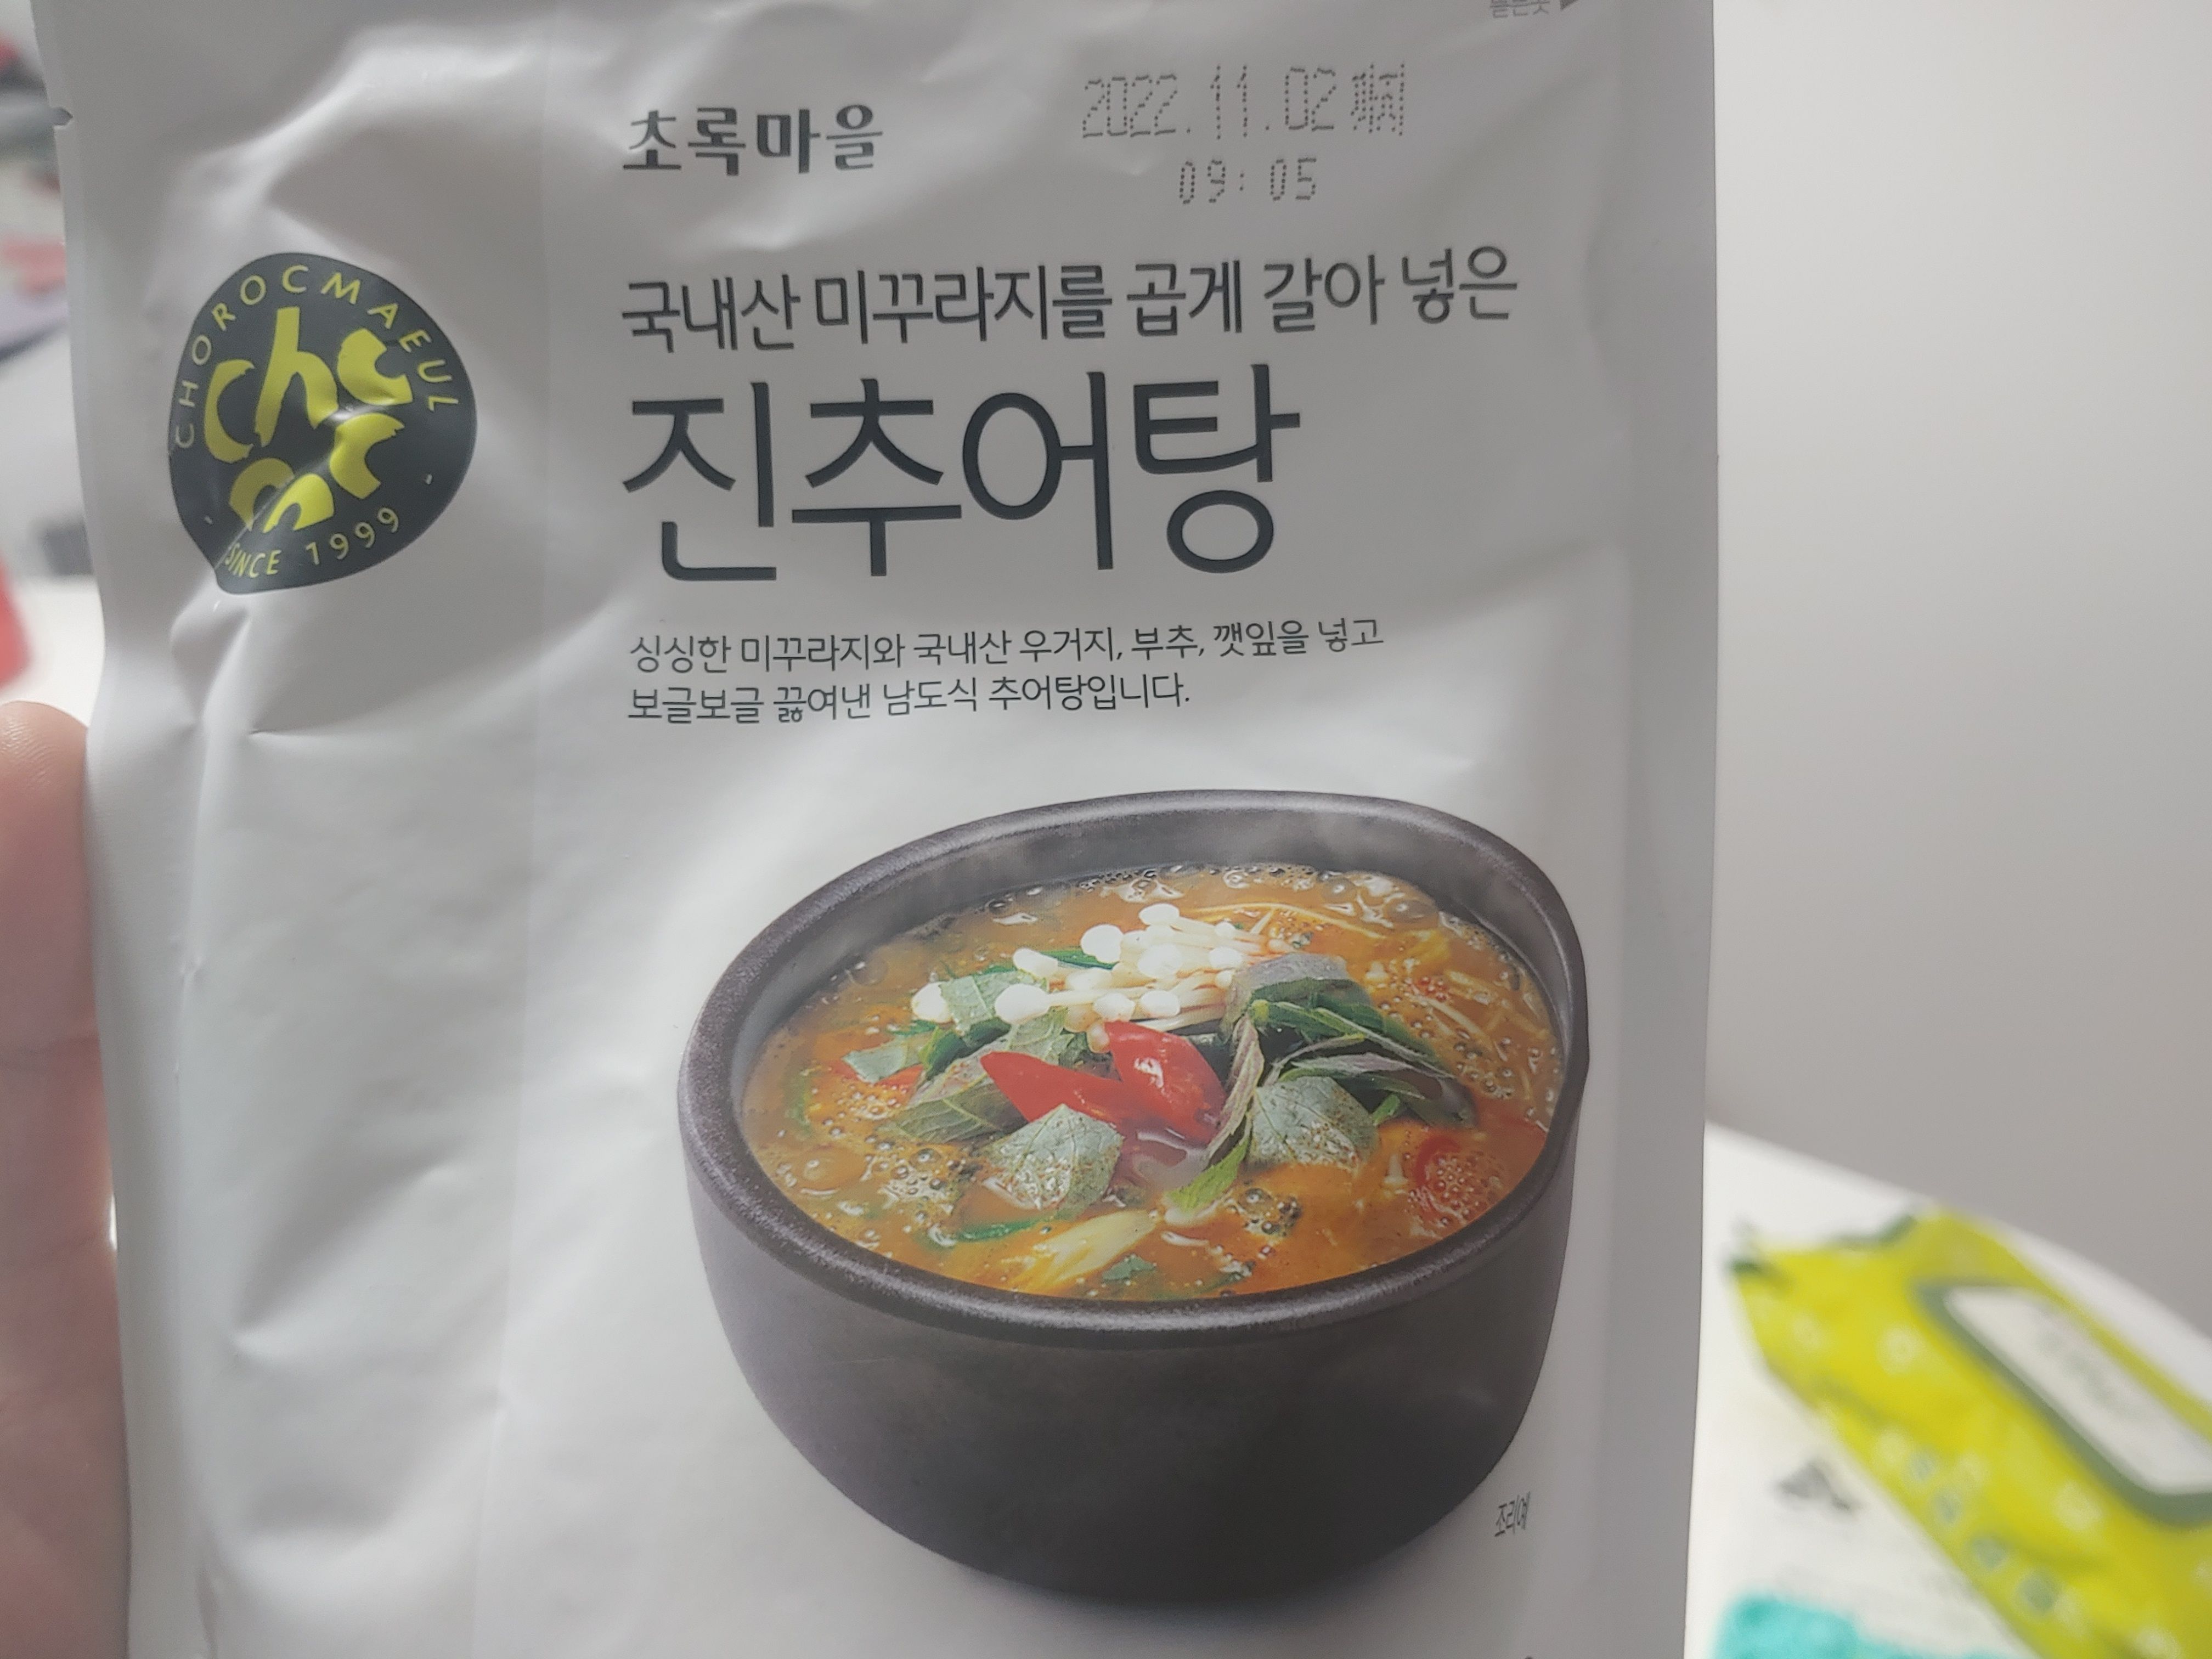 뜯는곳 ▶
초록마을
2022.11.02 까지
09:05
CHOROCMAEUL
SINCE 1999
국내산 미꾸라지를 곱게 갈아 넣은
진추어탕
싱싱한 미꾸라지와 국내산 우거지, 부추, 깻잎을 넣고
보글보글 끓여낸 남도식 추어탕입니다.
조리예